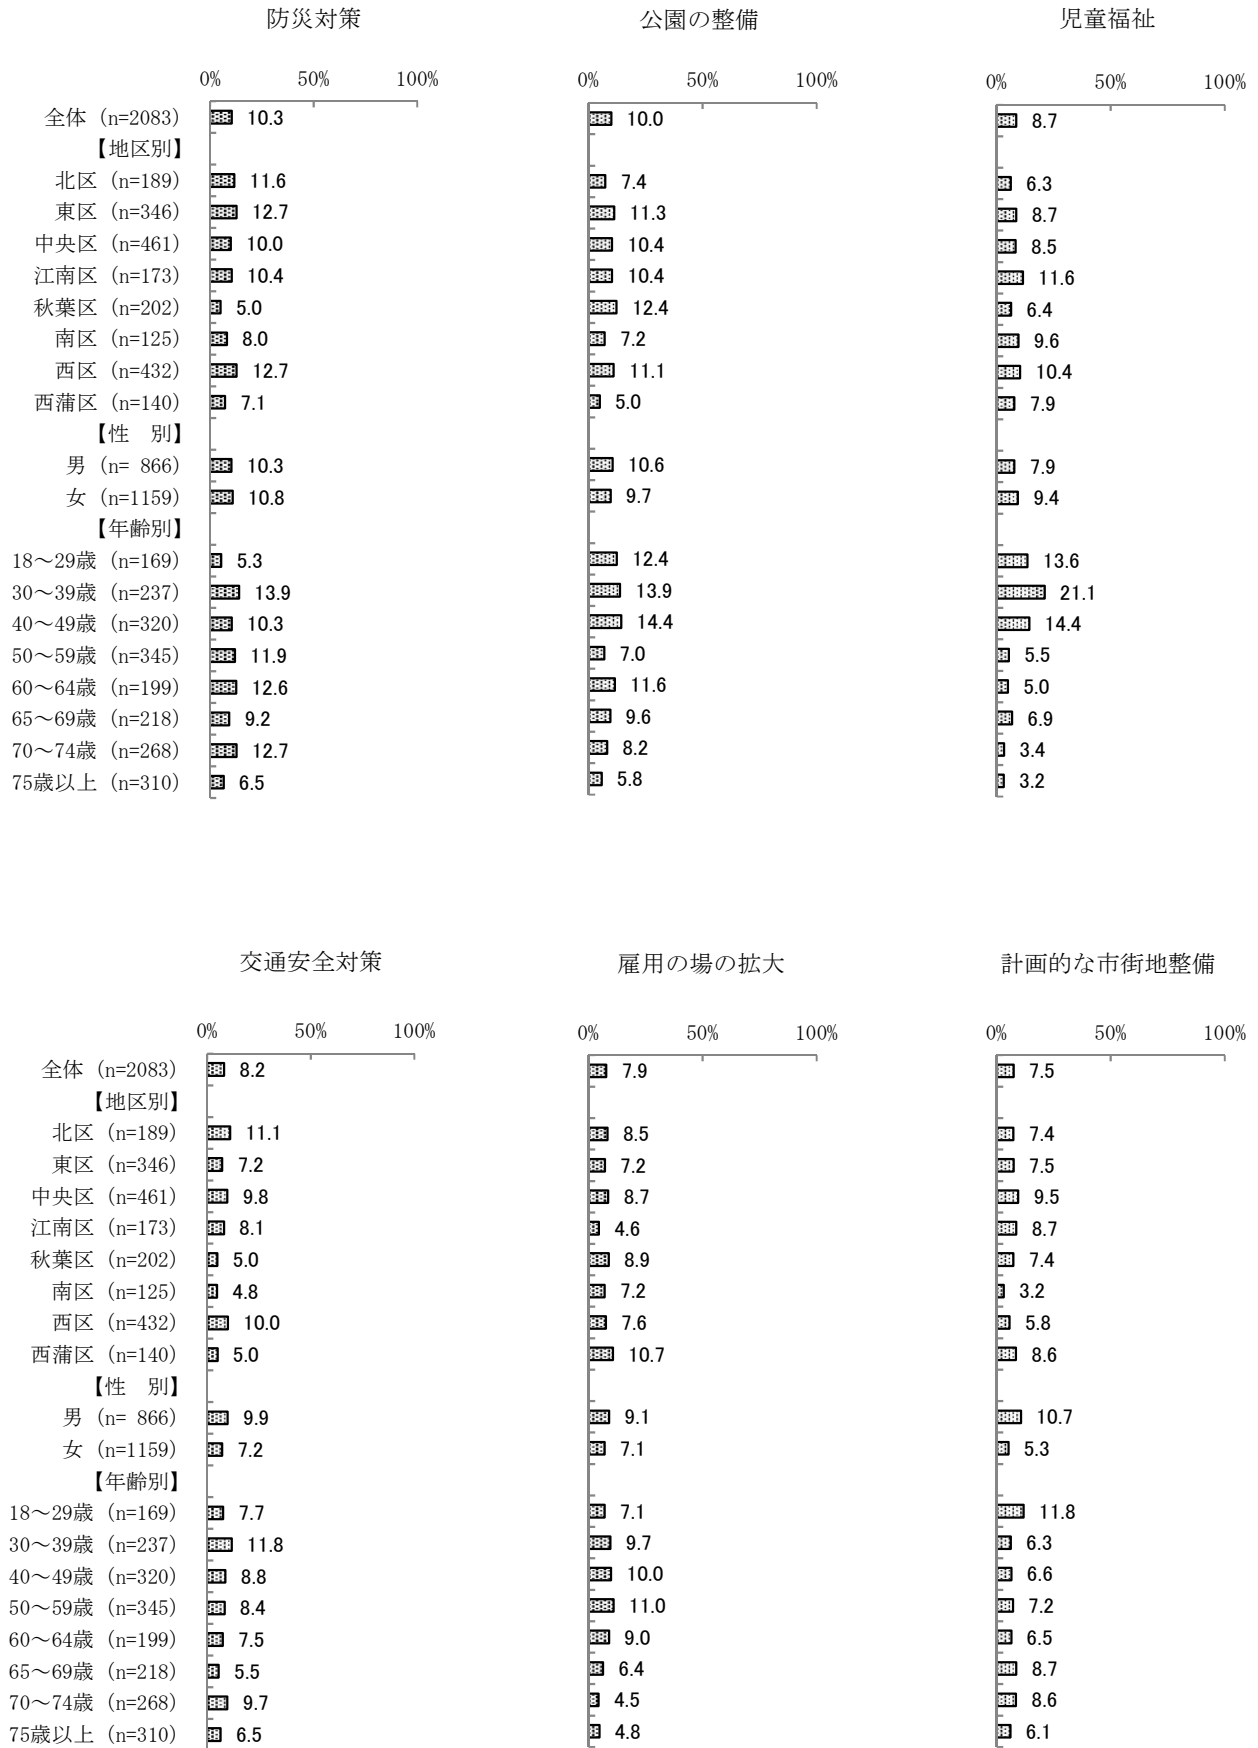 防災対策 公園の整備 児童福祉
0% 50% 100% 0% 50% 100% 0% 50% 100%
全体 (n=2083) 10.3 10.0 8.7
【地区別】
北区 (n=189) 11.6 7.4 6.3
東区 (n=346) 12.7 11.3 8.7
中央区 (n=461) 10.0 10.4 8.5
江南区 (n=173) 10.4 10.4 11.6
秋葉区 (n=202) 5.0 12.4 6.4
南区 (n=125) 8.0 7.2 9.6
西区 (n=432) 12.7 11.1 10.4
西蒲区 (n=140) 7.1 5.0 7.9
【性　別】
男 (n= 866) 10.3 10.6 7.9
女 (n=1159) 10.8 9.7 9.4
【年齢別】
18～29歳 (n=169) 5.3 12.4 13.6
30～39歳 (n=237) 13.9 13.9 21.1
40～49歳 (n=320) 10.3 14.4 14.4
50～59歳 (n=345) 11.9 7.0 5.5
60～64歳 (n=199) 12.6 11.6 5.0
65～69歳 (n=218) 9.2 9.6 6.9
70～74歳 (n=268) 12.7 8.2 3.4
75歳以上 (n=310) 6.5 5.8 3.2
交通安全対策 雇用の場の拡大 計画的な市街地整備
0% 50% 100% 0% 50% 100% 0% 50% 100%
全体 (n=2083) 8.2 7.9 7.5
【地区別】
北区 (n=189) 11.1 8.5 7.4
東区 (n=346) 7.2 7.2 7.5
中央区 (n=461) 9.8 8.7 9.5
江南区 (n=173) 8.1 4.6 8.7
秋葉区 (n=202) 5.0 8.9 7.4
南区 (n=125) 4.8 7.2 3.2
西区 (n=432) 10.0 7.6 5.8
西蒲区 (n=140) 5.0 10.7 8.6
【性　別】
男 (n= 866) 9.9 9.1 10.7
女 (n=1159) 7.2 7.1 5.3
【年齢別】
18～29歳 (n=169) 7.7 7.1 11.8
30～39歳 (n=237) 11.8 9.7 6.3
40～49歳 (n=320) 8.8 10.0 6.6
50～59歳 (n=345) 8.4 11.0 7.2
60～64歳 (n=199) 7.5 9.0 6.5
65～69歳 (n=218) 5.5 6.4 8.7
70～74歳 (n=268) 9.7 4.5 8.6
75歳以上 (n=310) 6.5 4.8 6.1